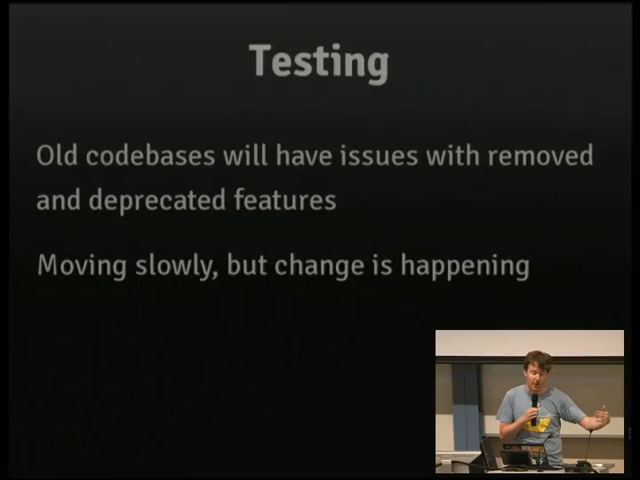 Testing
Old codebases will have issues with removed
and deprecated features
Moving slowly, but change is happening